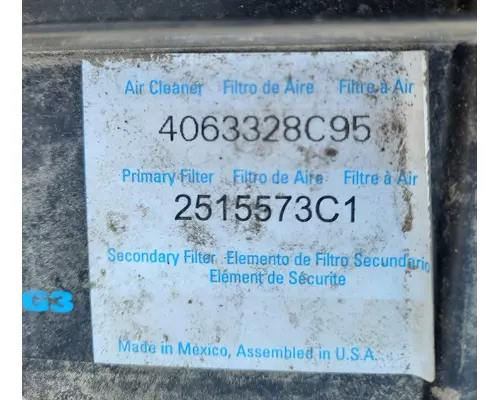 Air Cleaner Filtro de Aire Filtre à Air
4063328C95
Primary Filter Filtro de Aire Filtre à Air
2515573C1
Secondary Filter Elemento de Filtro Secundario
Elément de Sécurite
G3
Made in Mexico, Assembled in U.S.A.